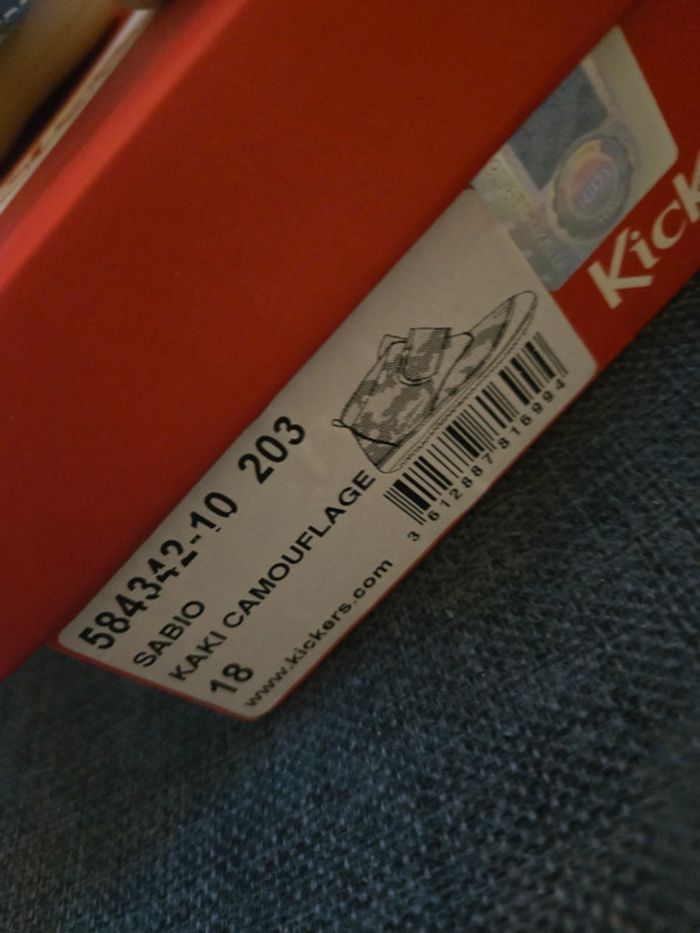 Kick
584342-10 203
SABIO
KAKI CAMOUFLAGE
18
www.kickers.com
3 612887 816994